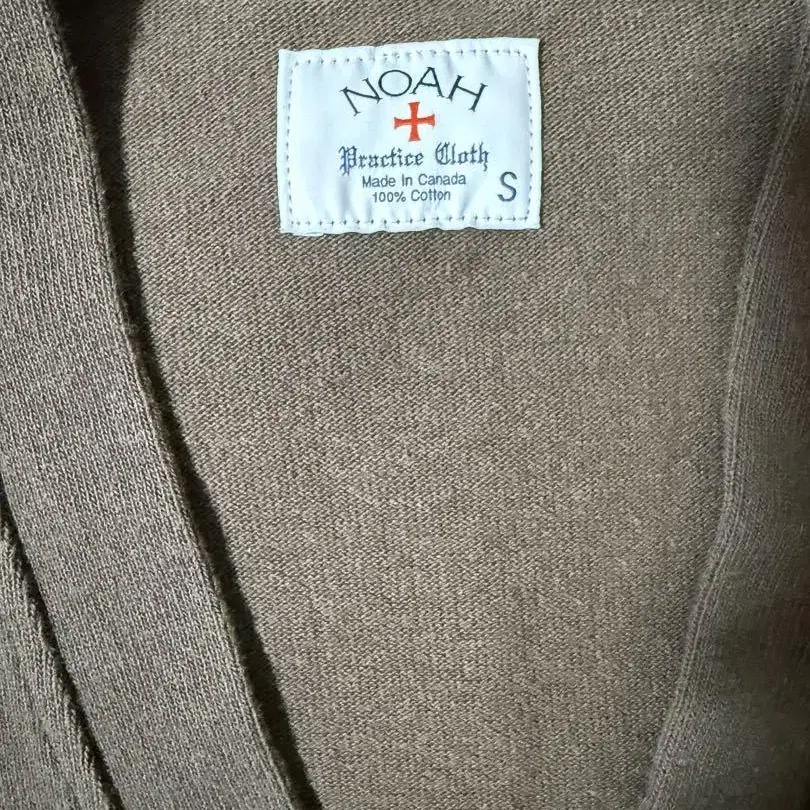 NOAH
Practice Cloth
Made In Canada
100% Cotton
S